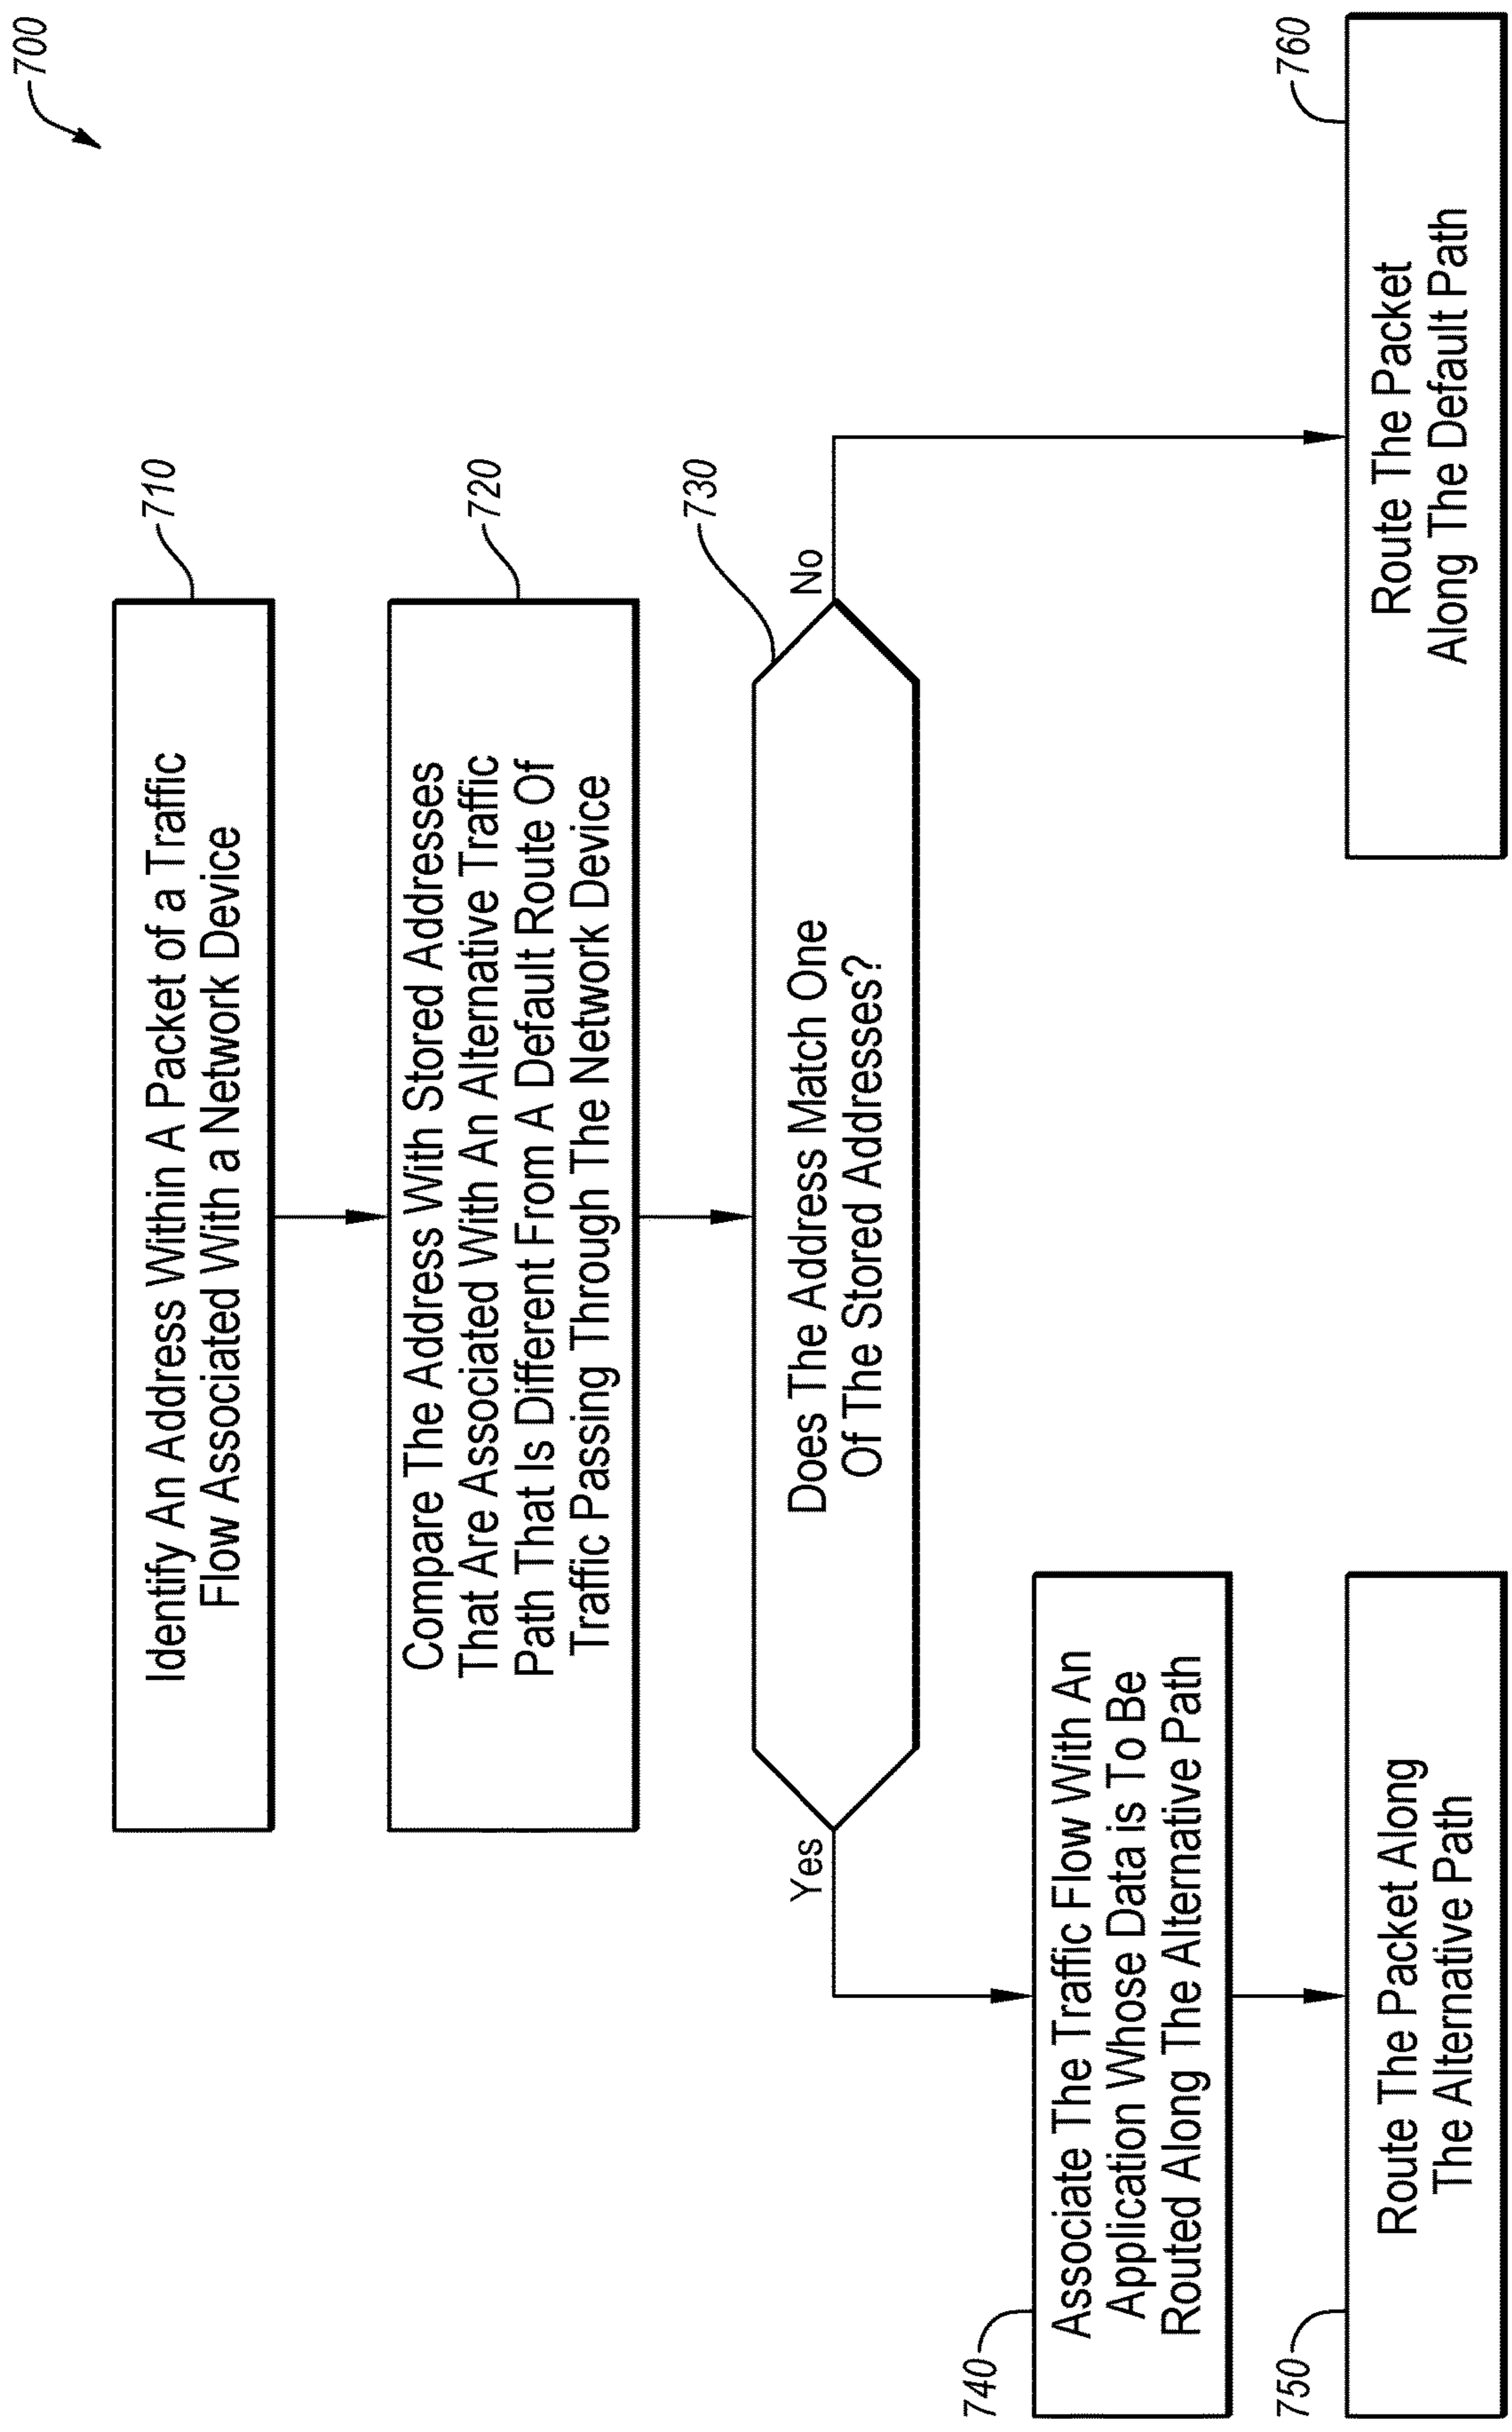 700
710
Identify An Address Within A Packet of a Traffic
Flow Associated With a Network Device
720
Compare The Address With Stored Addresses
That Are Associated With An Alternative Traffic
Path That Is Different From A Default Route Of
Traffic Passing Through The Network Device
730
Does The Address Match One
Of The Stored Addresses?
Yes
No
740
Associate The Traffic Flow With An
Application Whose Data is To Be
Routed Along The Alternative Path
750
Route The Packet Along
The Alternative Path
760
Route The Packet
Along The Default Path